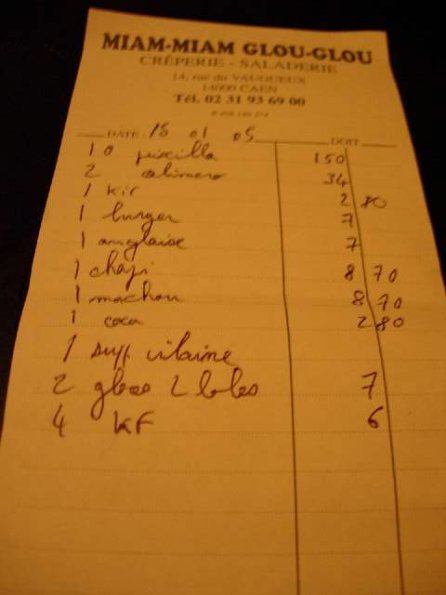 MIAM-MIAM GLOU-GLOU
CRÊPERIE - SALADERIE
14, rue du VAUGUEUX
14000 CAEN
Tél. 02 31 93 69 00
DATE 15 01 05 DOIT
10 piscilla 150
2 34
1 kir 2 80
1 burger 7
1 anglaise 7
1 chapi 8 70
1 machou 8 70
1 coca 2 80
1 supp vilaine
2 glace 2 boules 7
4 KF 6